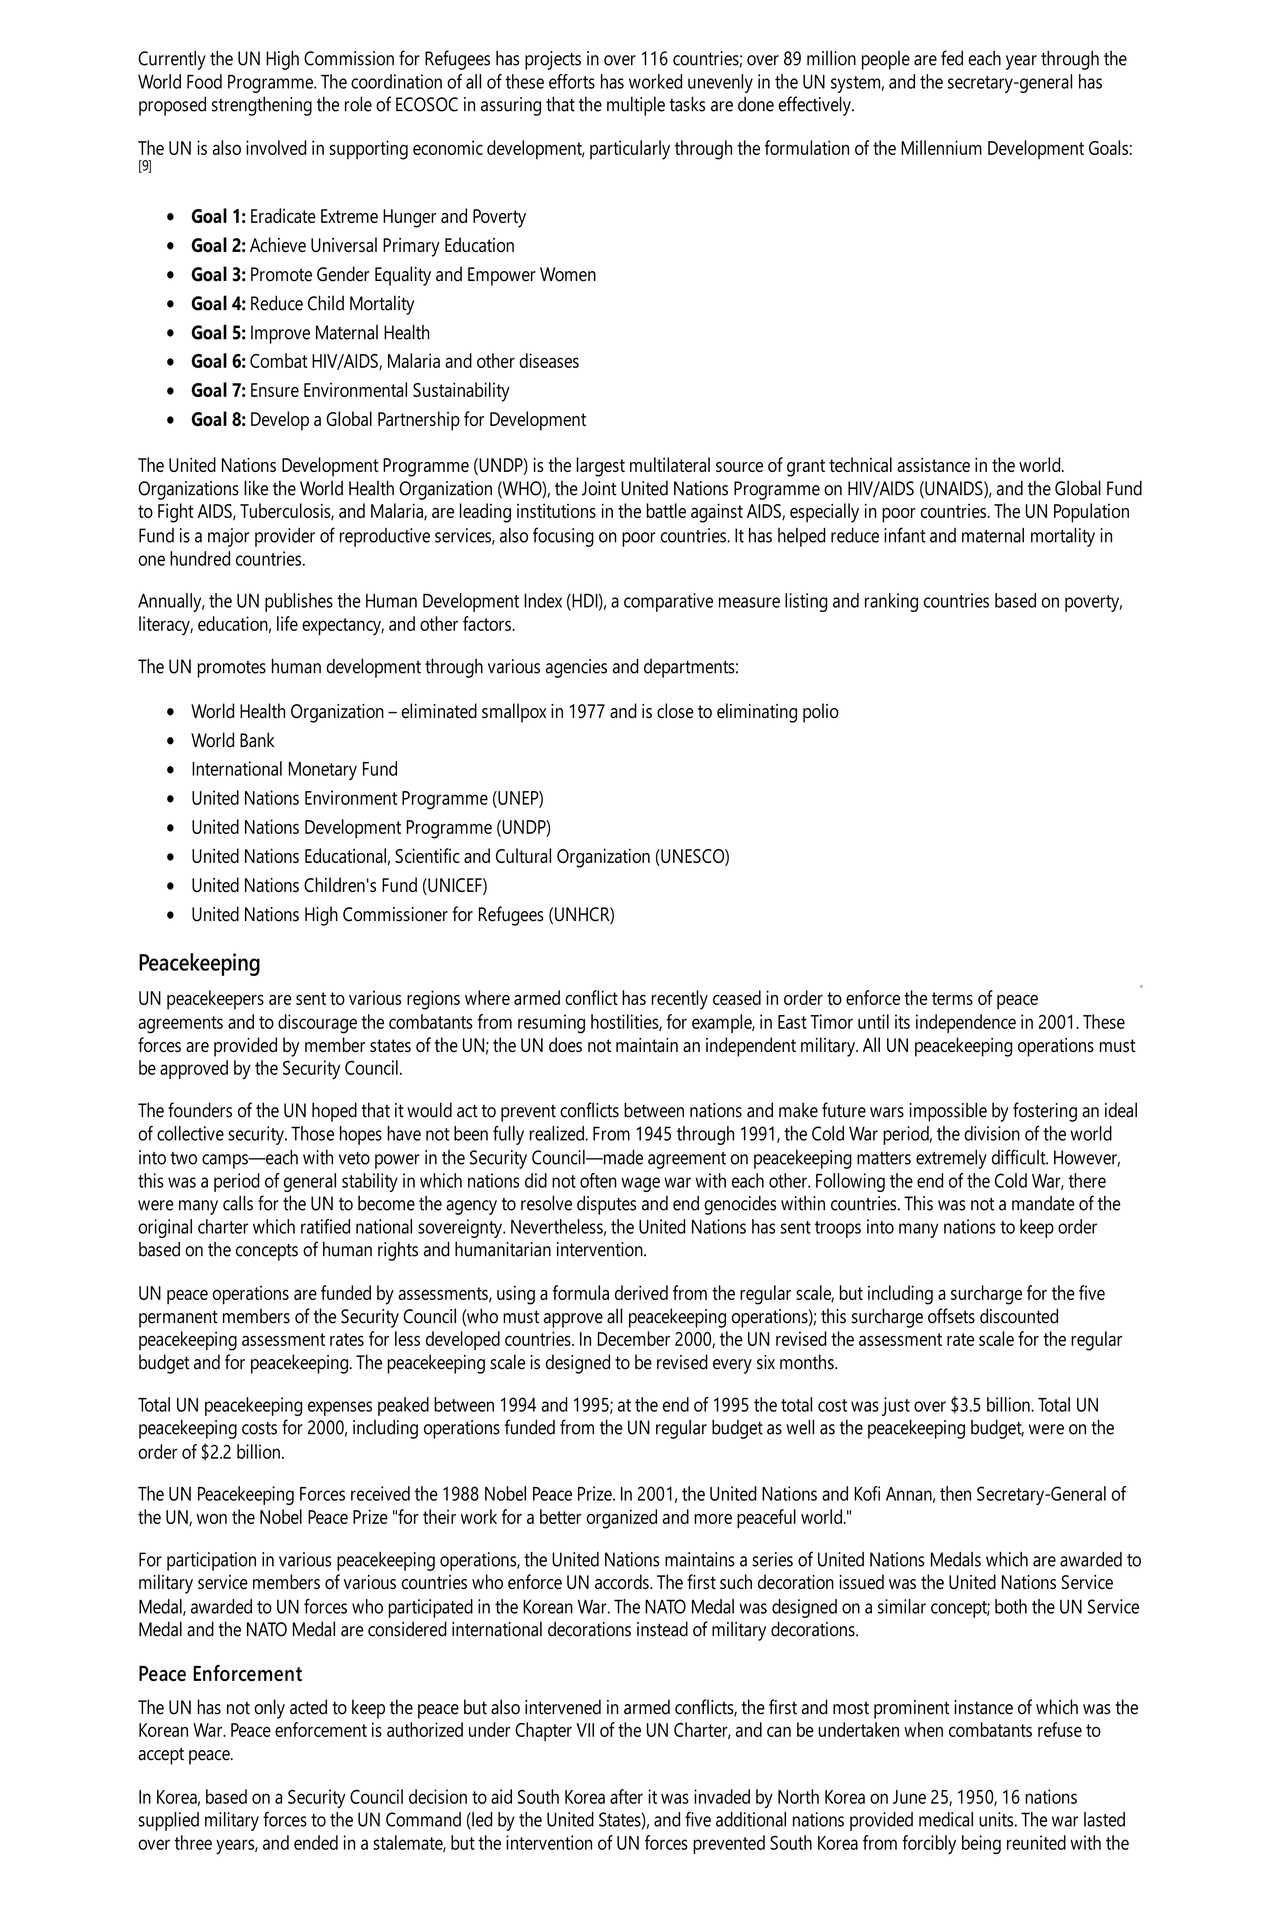 Currently the UN High Commission for Refugees has projects in over 116 countries; over 89 million people are fed each year through the
World Food Programme. The coordination of all of these efforts has worked unevenly in the UN system, and the secretary-general has
proposed strengthening the role of ECOSOC in assuring that the multiple tasks are done effectively.
The UN is also involved in supporting economic development, particularly through the formulation of the Millennium Development Goals:
[9]
• Goal 1: Eradicate Extreme Hunger and Poverty
• Goal 2: Achieve Universal Primary Education
• Goal 3: Promote Gender Equality and Empower Women
• Goal 4: Reduce Child Mortality
• Goal 5: Improve Maternal Health
• Goal 6: Combat HIV/AIDS, Malaria and other diseases
• Goal 7: Ensure Environmental Sustainability
• Goal 8: Develop a Global Partnership for Development
The United Nations Development Programme (UNDP) is the largest multilateral source of grant technical assistance in the world.
Organizations like the World Health Organization (WHO), the Joint United Nations Programme on HIV/AIDS (UNAIDS), and the Global Fund
to Fight AIDS, Tuberculosis, and Malaria, are leading institutions in the battle against AIDS, especially in poor countries. The UN Population
Fund is a major provider of reproductive services, also focusing on poor countries. It has helped reduce infant and maternal mortality in
one hundred countries.
Annually, the UN publishes the Human Development Index (HDI), a comparative measure listing and ranking countries based on poverty,
literacy, education, life expectancy, and other factors.
The UN promotes human development through various agencies and departments:
• World Health Organization – eliminated smallpox in 1977 and is close to eliminating polio
• World Bank
• International Monetary Fund
• United Nations Environment Programme (UNEP)
• United Nations Development Programme (UNDP)
• United Nations Educational, Scientific and Cultural Organization (UNESCO)
• United Nations Children's Fund (UNICEF)
• United Nations High Commissioner for Refugees (UNHCR)
Peacekeeping
UN peacekeepers are sent to various regions where armed conflict has recently ceased in order to enforce the terms of peace
agreements and to discourage the combatants from resuming hostilities, for example, in East Timor until its independence in 2001. These
forces are provided by member states of the UN; the UN does not maintain an independent military. All UN peacekeeping operations must
be approved by the Security Council.
The founders of the UN hoped that it would act to prevent conflicts between nations and make future wars impossible by fostering an ideal
of collective security. Those hopes have not been fully realized. From 1945 through 1991, the Cold War period, the division of the world
into two camps—each with veto power in the Security Council—made agreement on peacekeeping matters extremely difficult. However,
this was a period of general stability in which nations did not often wage war with each other. Following the end of the Cold War, there
were many calls for the UN to become the agency to resolve disputes and end genocides within countries. This was not a mandate of the
original charter which ratified national sovereignty. Nevertheless, the United Nations has sent troops into many nations to keep order
based on the concepts of human rights and humanitarian intervention.
UN peace operations are funded by assessments, using a formula derived from the regular scale, but including a surcharge for the five
permanent members of the Security Council (who must approve all peacekeeping operations); this surcharge offsets discounted
peacekeeping assessment rates for less developed countries. In December 2000, the UN revised the assessment rate scale for the regular
budget and for peacekeeping. The peacekeeping scale is designed to be revised every six months.
Total UN peacekeeping expenses peaked between 1994 and 1995; at the end of 1995 the total cost was just over $3.5 billion. Total UN
peacekeeping costs for 2000, including operations funded from the UN regular budget as well as the peacekeeping budget, were on the
order of $2.2 billion.
The UN Peacekeeping Forces received the 1988 Nobel Peace Prize. In 2001, the United Nations and Kofi Annan, then Secretary-General of
the UN, won the Nobel Peace Prize "for their work for a better organized and more peaceful world."
For participation in various peacekeeping operations, the United Nations maintains a series of United Nations Medals which are awarded to
military service members of various countries who enforce UN accords. The first such decoration issued was the United Nations Service
Medal, awarded to UN forces who participated in the Korean War. The NATO Medal was designed on a similar concept; both the UN Service
Medal and the NATO Medal are considered international decorations instead of military decorations.
Peace Enforcement
The UN has not only acted to keep the peace but also intervened in armed conflicts, the first and most prominent instance of which was the
Korean War. Peace enforcement is authorized under Chapter VII of the UN Charter, and can be undertaken when combatants refuse to
accept peace.
In Korea, based on a Security Council decision to aid South Korea after it was invaded by North Korea on June 25, 1950, 16 nations
supplied military forces to the UN Command (led by the United States), and five additional nations provided medical units. The war lasted
over three years, and ended in a stalemate, but the intervention of UN forces prevented South Korea from forcibly being reunited with the